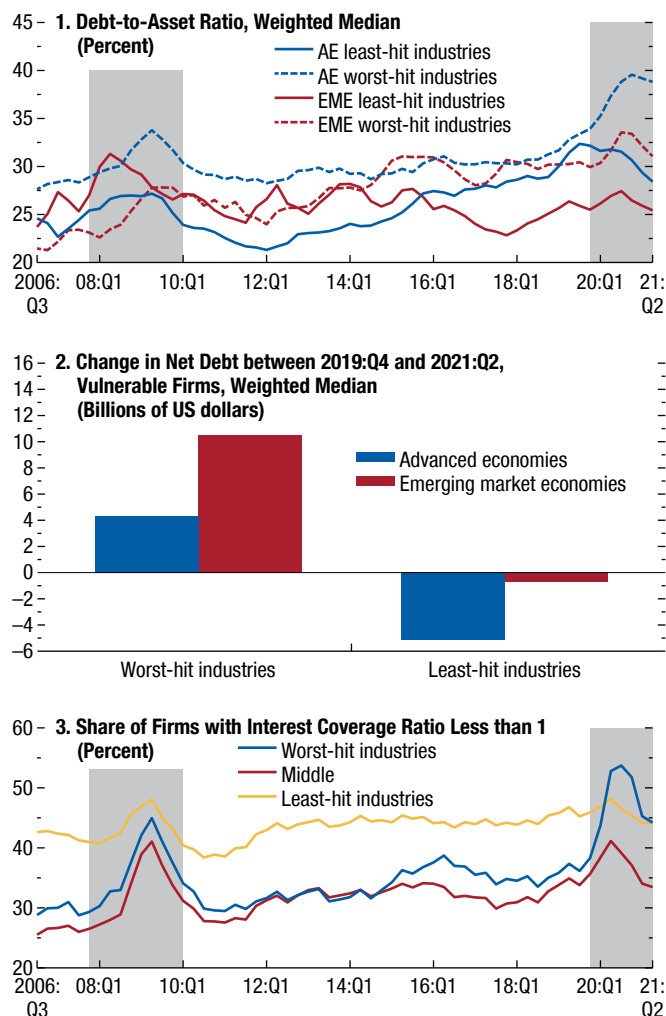 1. Debt-to-Asset Ratio, Weighted Median
(Percent)
AE least-hit industries
AE worst-hit industries
EME least-hit industries
EME worst-hit industries
45
40
35
30
25
20
2006:
Q3
08:Q1
10:Q1
12:Q1
14:Q1
16:Q1
18:Q1
20:Q1
21:
Q2
2. Change in Net Debt between 2019:Q4 and 2021:Q2,
Vulnerable Firms, Weighted Median
(Billions of US dollars)
Advanced economies
Emerging market economies
16
14
12
10
8
6
4
2
0
–2
–4
–6
Worst-hit industries
Least-hit industries
3. Share of Firms with Interest Coverage Ratio Less than 1
(Percent)
Worst-hit industries
Middle
Least-hit industries
60
50
40
30
20
2006:
Q3
08:Q1
10:Q1
12:Q1
14:Q1
16:Q1
18:Q1
20:Q1
21:
Q2